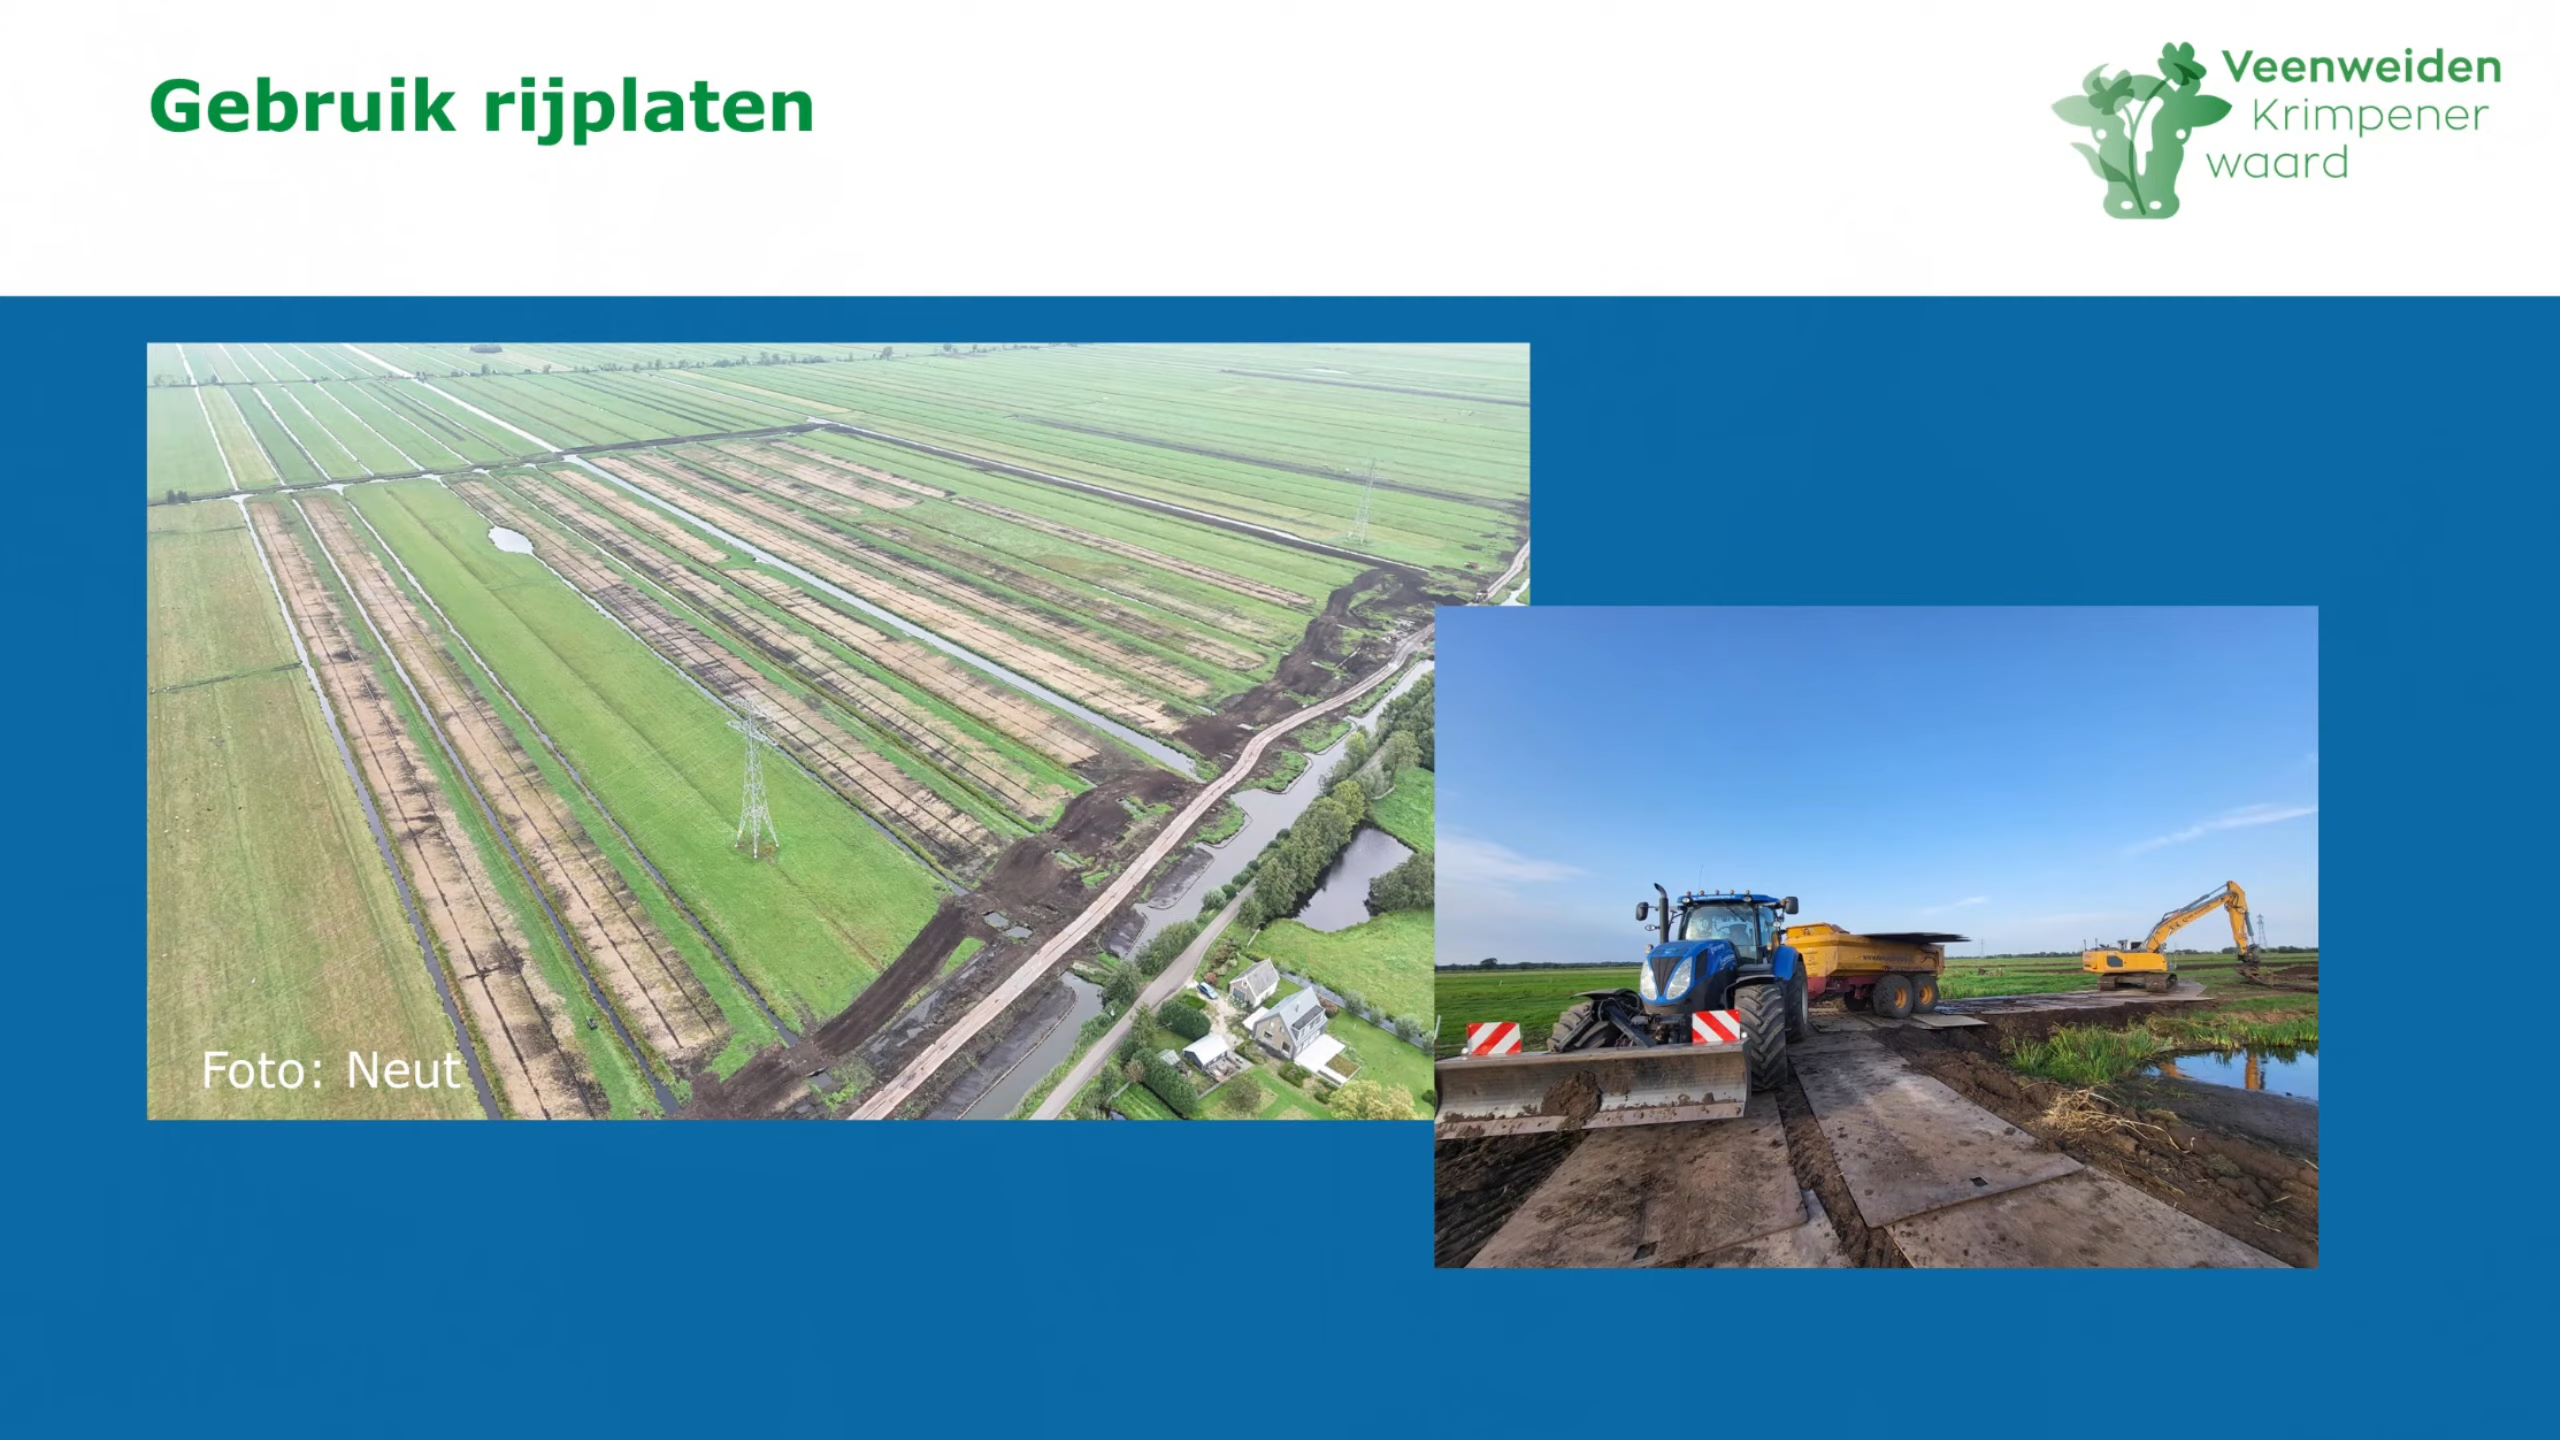 Gebruik rijplaten
Veenweiden
Krimpener
waard
Foto: Neut